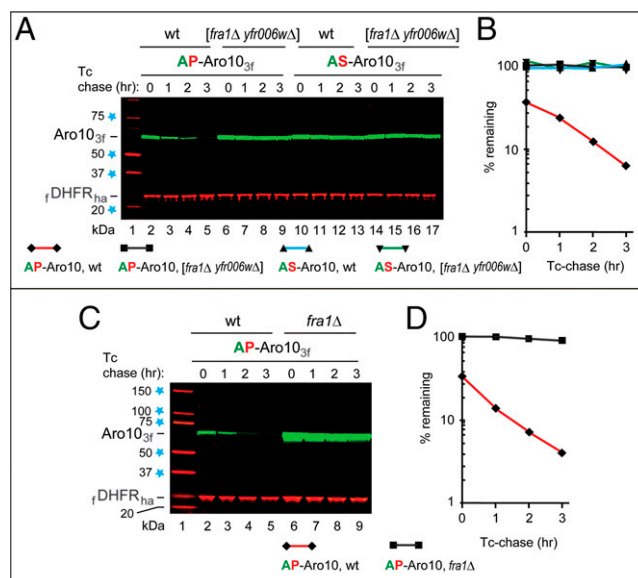 A
B
wt [fra1Δ yfr006wΔ] wt [fra1Δ yfr006wΔ]
AP-Aro10₃f AS-Aro10₃f
Tc
chase (hr): 0 1 2 3 0 1 2 3 0 1 2 3 0 1 2 3
75
Aro10₃f
50
37
fDHFRha
20
kDa 1 2 3 4 5 6 7 8 9 10 11 12 13 14 15 16 17
AP-Aro10, wt AP-Aro10, [fra1Δ yfr006wΔ] AS-Aro10, wt AS-Aro10, [fra1Δ yfr006wΔ]
% remaining
100
10
1
0 1 2 3
Tc-chase (hr)
C
D
wt fra1Δ
AP-Aro10₃f
Tc
chase (hr): 0 1 2 3 0 1 2 3
150
100
75
Aro10₃f
50
37
fDHFRha
20
kDa 1 2 3 4 5 6 7 8 9
AP-Aro10, wt AP-Aro10, fra1Δ
% remaining
100
10
1
0 1 2 3
Tc-chase (hr)